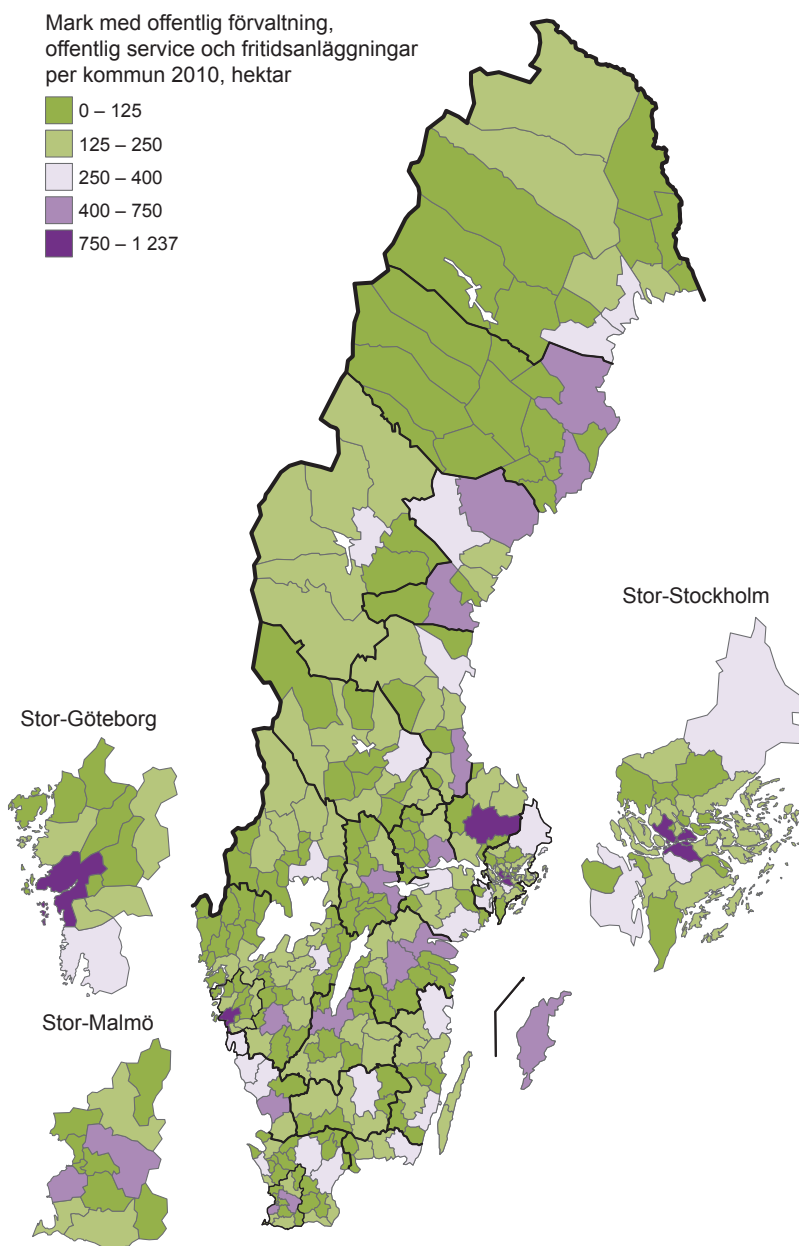 Mark med offentlig förvaltning,
offentlig service och fritidsanläggningar
per kommun 2010, hektar
0 – 125
125 – 250
250 – 400
400 – 750
750 – 1 237
Stor-Stockholm
Stor-Göteborg
Stor-Malmö